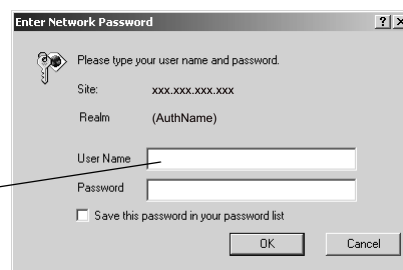 Enter Network Password
Please type your user name and password.
Site: xxx.xxx.xxx.xxx
Realm (AuthName)
User Name
Password
Save this password in your password list
OK Cancel